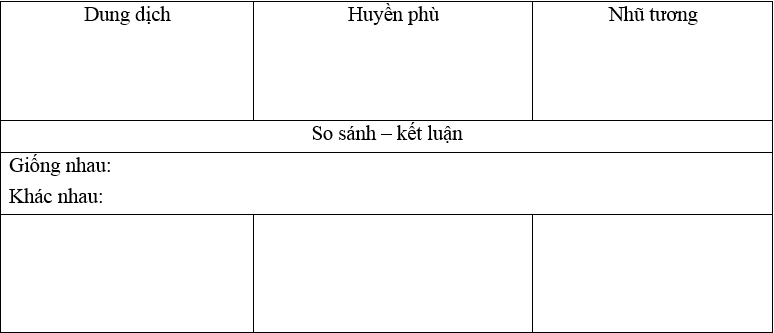 Dung dịch Huyền phù Nhũ tương
So sánh – kết luận
Giống nhau:
Khác nhau: